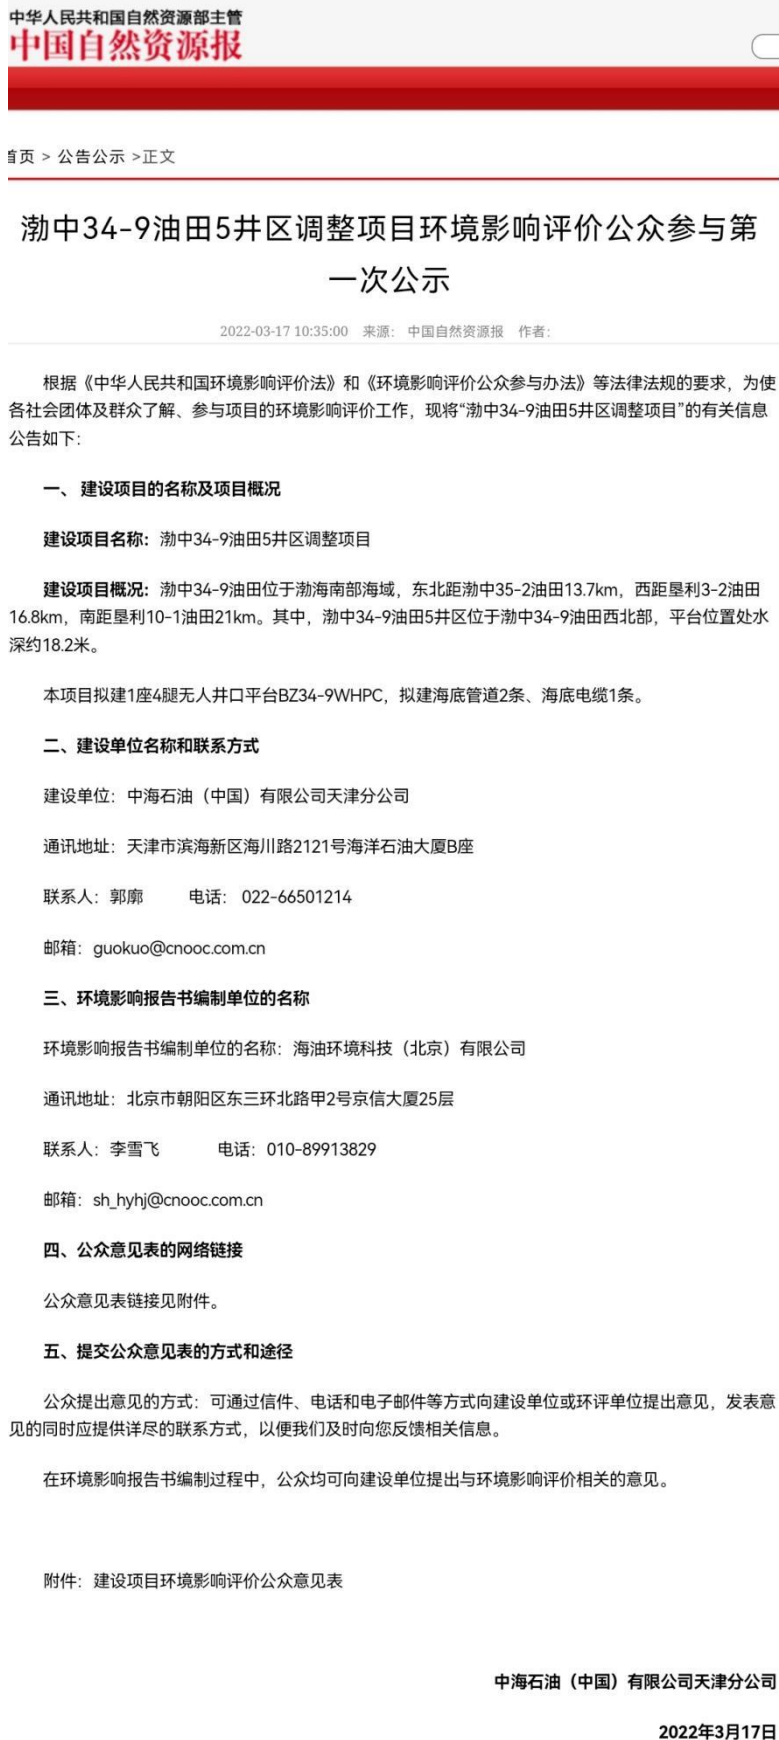 中华人民共和国自然资源部主管
中国自然资源报
首页 > 公告公示 >正文
渤中34-9油田5井区调整项目环境影响评价公众参与第
一次公示
2022-03-17 10:35:00 来源: 中国自然资源报 作者:
根据《中华人民共和国环境影响评价法》和《环境影响评价公众参与办法》等法律法规的要求，为使
各社会团体及群众了解、参与项目的环境影响评价工作，现将“渤中34-9油田5井区调整项目”的有关信息
公告如下：
一、 建设项目的名称及项目概况
建设项目名称：渤中34-9油田5井区调整项目
建设项目概况：渤中34-9油田位于渤海南部海域，东北距渤中35-2油田13.7km，西距垦利3-2油田
16.8km，南距垦利10-1油田21km。其中，渤中34-9油田5井区位于渤中34-9油田西北部，平台位置处水
深约18.2米。
本项目拟建1座4腿无人井口平台BZ34-9WHPC，拟建海底管道2条、海底电缆1条。
二、建设单位名称和联系方式
建设单位：中海石油（中国）有限公司天津分公司
通讯地址：天津市滨海新区海川路2121号海洋石油大厦B座
联系人：郭廓 电话： 022-66501214
邮箱：guokuo@cnooc.com.cn
三、环境影响报告书编制单位的名称
环境影响报告书编制单位的名称：海油环境科技（北京）有限公司
通讯地址：北京市朝阳区东三环北路甲2号京信大厦25层
联系人：李雪飞 电话：010-89913829
邮箱：sh_hyhj@cnooc.com.cn
四、公众意见表的网络链接
公众意见表链接见附件。
五、提交公众意见表的方式和途径
公众提出意见的方式：可通过信件、电话和电子邮件等方式向建设单位或环评单位提出意见，发表意
见的同时应提供详尽的联系方式，以便我们及时向您反馈相关信息。
在环境影响报告书编制过程中，公众均可向建设单位提出与环境影响评价相关的意见。
附件：建设项目环境影响评价公众意见表
中海石油（中国）有限公司天津分公司
2022年3月17日